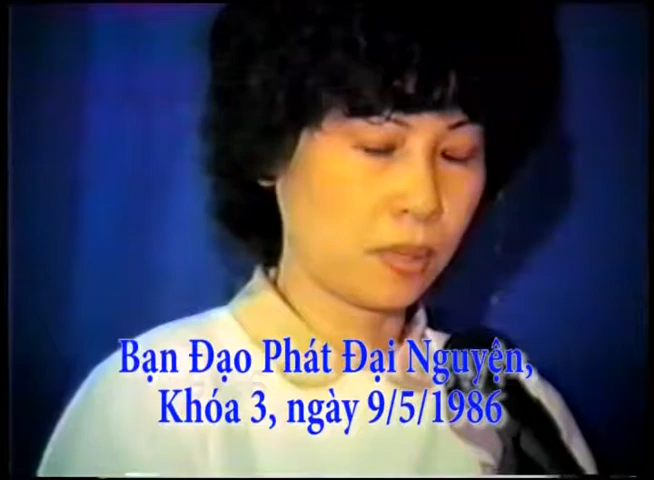 Bạn Đạo Phát Đại Nguyện,
Khóa 3, ngày 9/5/1986